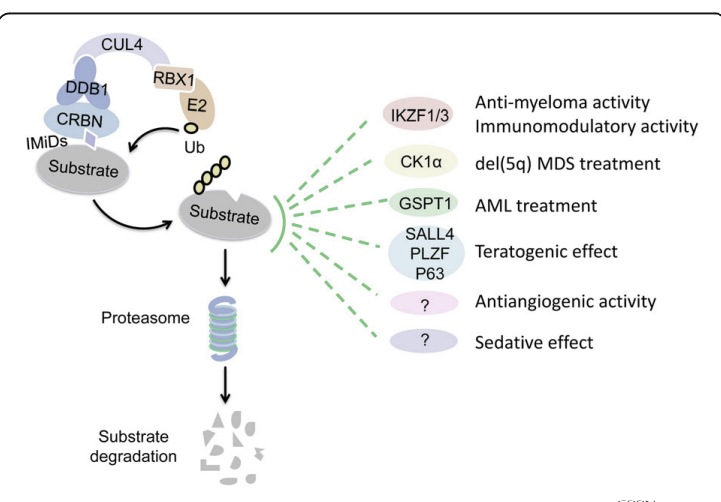 CUL4
RBX1
DDB1
E2
CRBN
IMiDs
Ub
Substrate
Substrate
Proteasome
Substrate
degradation
IKZF1/3
Anti-myeloma activity
Immunomodulatory activity
CK1α
del(5q) MDS treatment
GSPT1
AML treatment
SALL4
PLZF
P63
Teratogenic effect
?
Antiangiogenic activity
?
Sedative effect